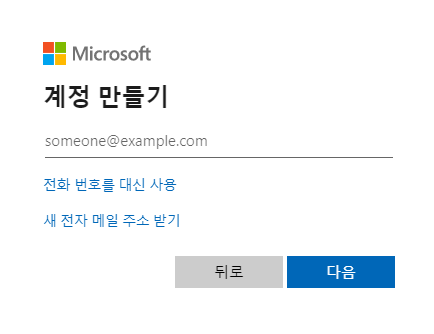 Microsoft
계정 만들기
someone@example.com
전화 번호를 대신 사용
새 전자 메일 주소 받기
뒤로
다음